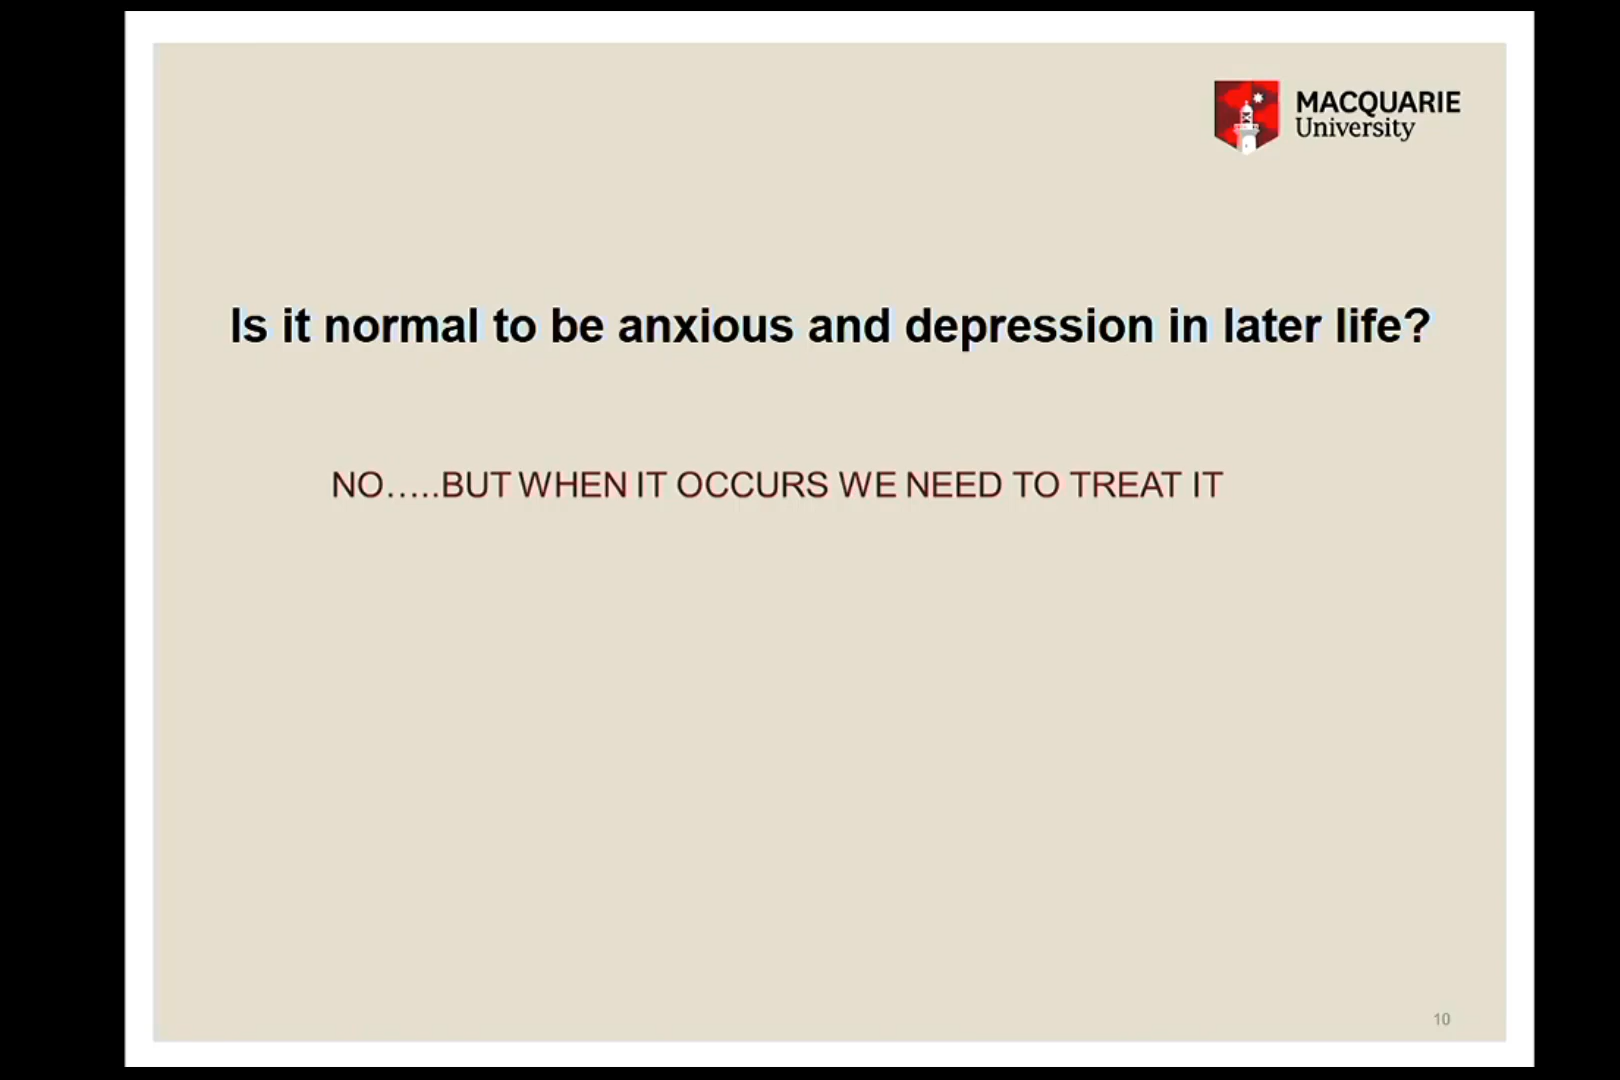 MACQUARIE
University
Is it normal to be anxious and depression in later life?
NO.....BUT WHEN IT OCCURS WE NEED TO TREAT IT
10